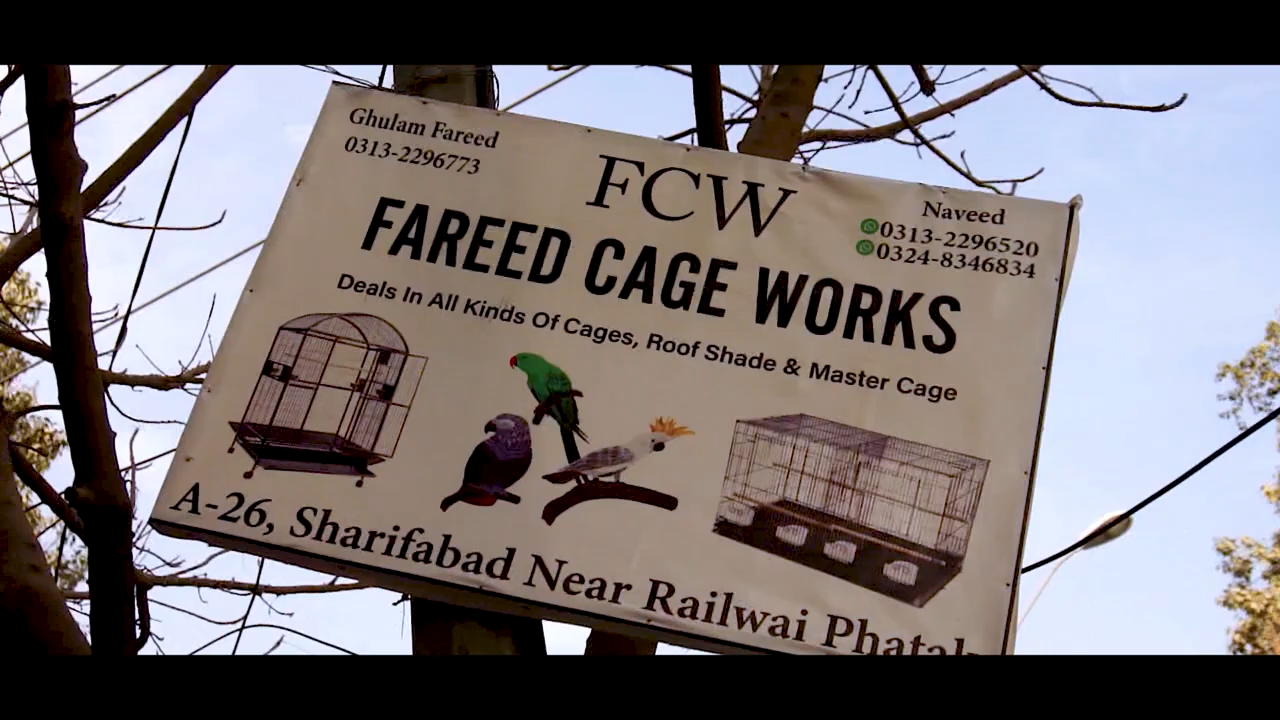 Ghulam Fareed
0313-2296773
FCW
Naveed
0313-2296520
0324-8346834
FAREED CAGE WORKS
Deals In All Kinds Of Cages, Roof Shade & Master Cage
A-26, Sharifabad Near Railwai Phatak